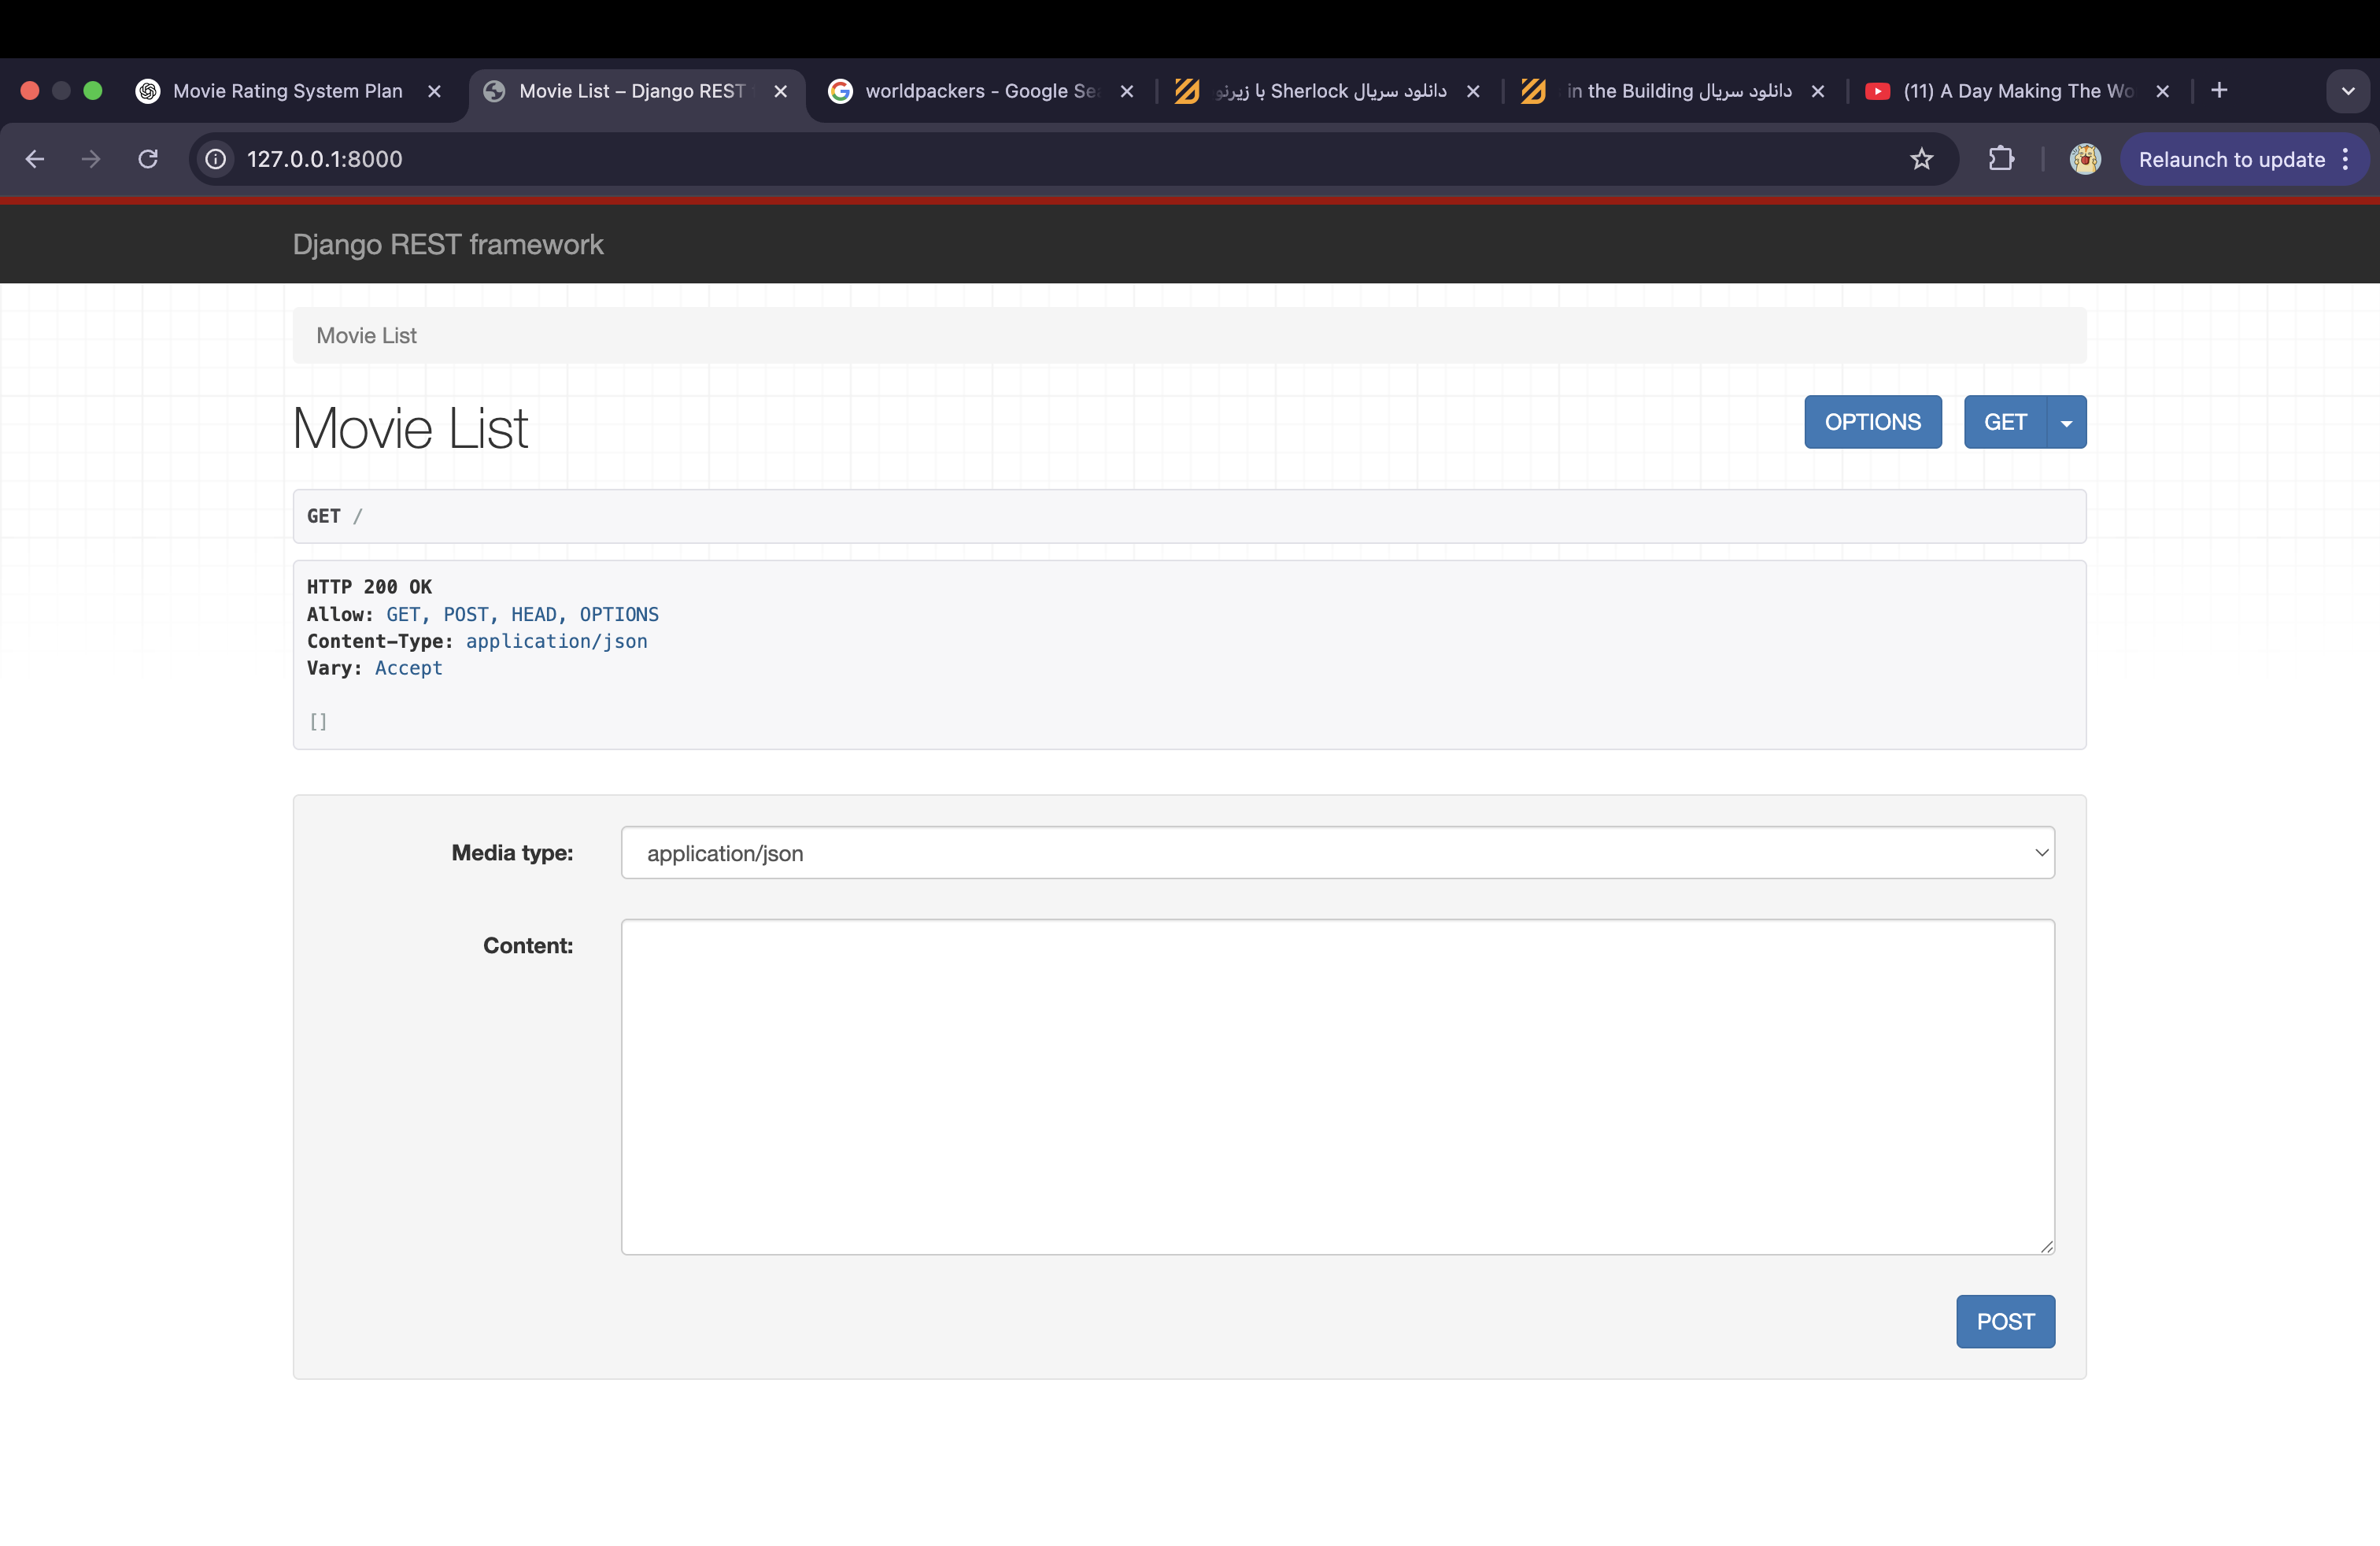 Movie Rating System Plan
Movie List – Django REST
worldpackers - Google Se
دانلود سریال Sherlock با زیرنو
دانلود سریال in the Building
(11) A Day Making The Wo
127.0.0.1:8000
Relaunch to update
Django REST framework
Movie List
Movie List
OPTIONS
GET
GET /
HTTP 200 OK
Allow: GET, POST, HEAD, OPTIONS
Content-Type: application/json
Vary: Accept
[]
Media type:
application/json
Content:
POST